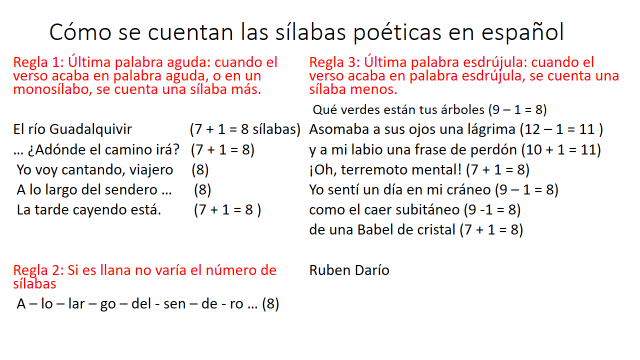 Cómo se cuentan las sílabas poéticas en español
Regla 1: Última palabra aguda: cuando el
verso acaba en palabra aguda, o en un
monosílabo, se cuenta una sílaba más.
El río Guadalquivir (7 + 1 = 8 sílabas)
... ¿Adónde el camino irá? (7 + 1 = 8)
Yo voy cantando, viajero (8)
A lo largo del sendero ... (8)
La tarde cayendo está. (7 + 1 = 8 )
Regla 2: Si es llana no varía el número de
sílabas
A – lo – lar – go – del - sen – de - ro ... (8)
Regla 3: Última palabra esdrújula: cuando el
verso acaba en palabra esdrújula, se cuenta una
sílaba menos.
Qué verdes están tus árboles (9 – 1 = 8)
Asomaba a sus ojos una lágrima (12 – 1 = 11 )
y a mi labio una frase de perdón (10 + 1 = 11)
¡Oh, terremoto mental! (7 + 1 = 8)
Yo sentí un día en mi cráneo (9 – 1 = 8)
como el caer subitáneo (9 -1 = 8)
de una Babel de cristal (7 + 1 = 8)
Ruben Darío